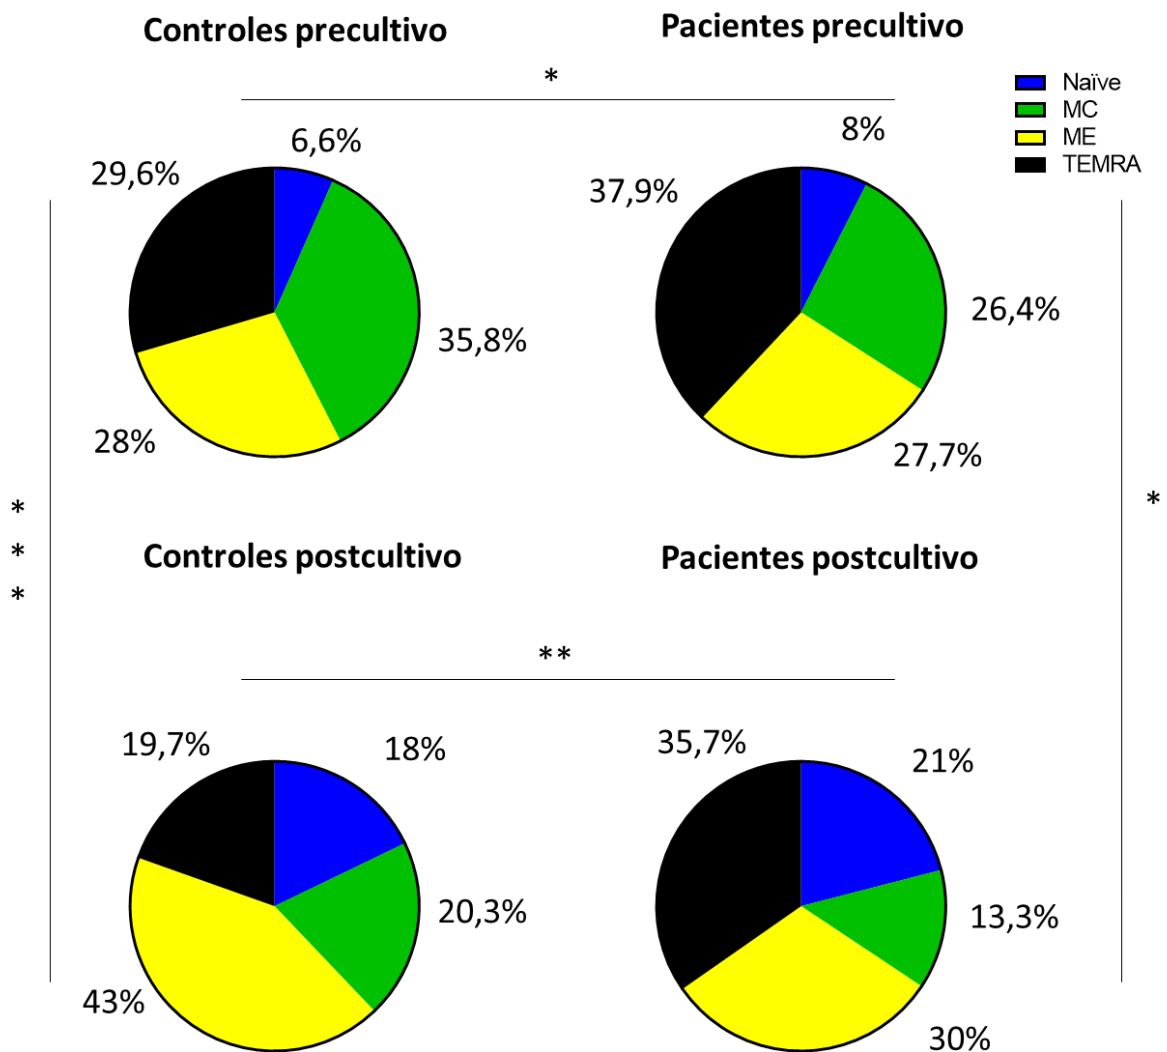 Controles precultivo
Pacientes precultivo
*
Naïve
MC
ME
TEMRA
6,6%
29,6%
35,8%
28%
8%
37,9%
26,4%
27,7%
*
*
*
*
Controles postcultivo
Pacientes postcultivo
**
19,7%
18%
20,3%
43%
35,7%
21%
13,3%
30%